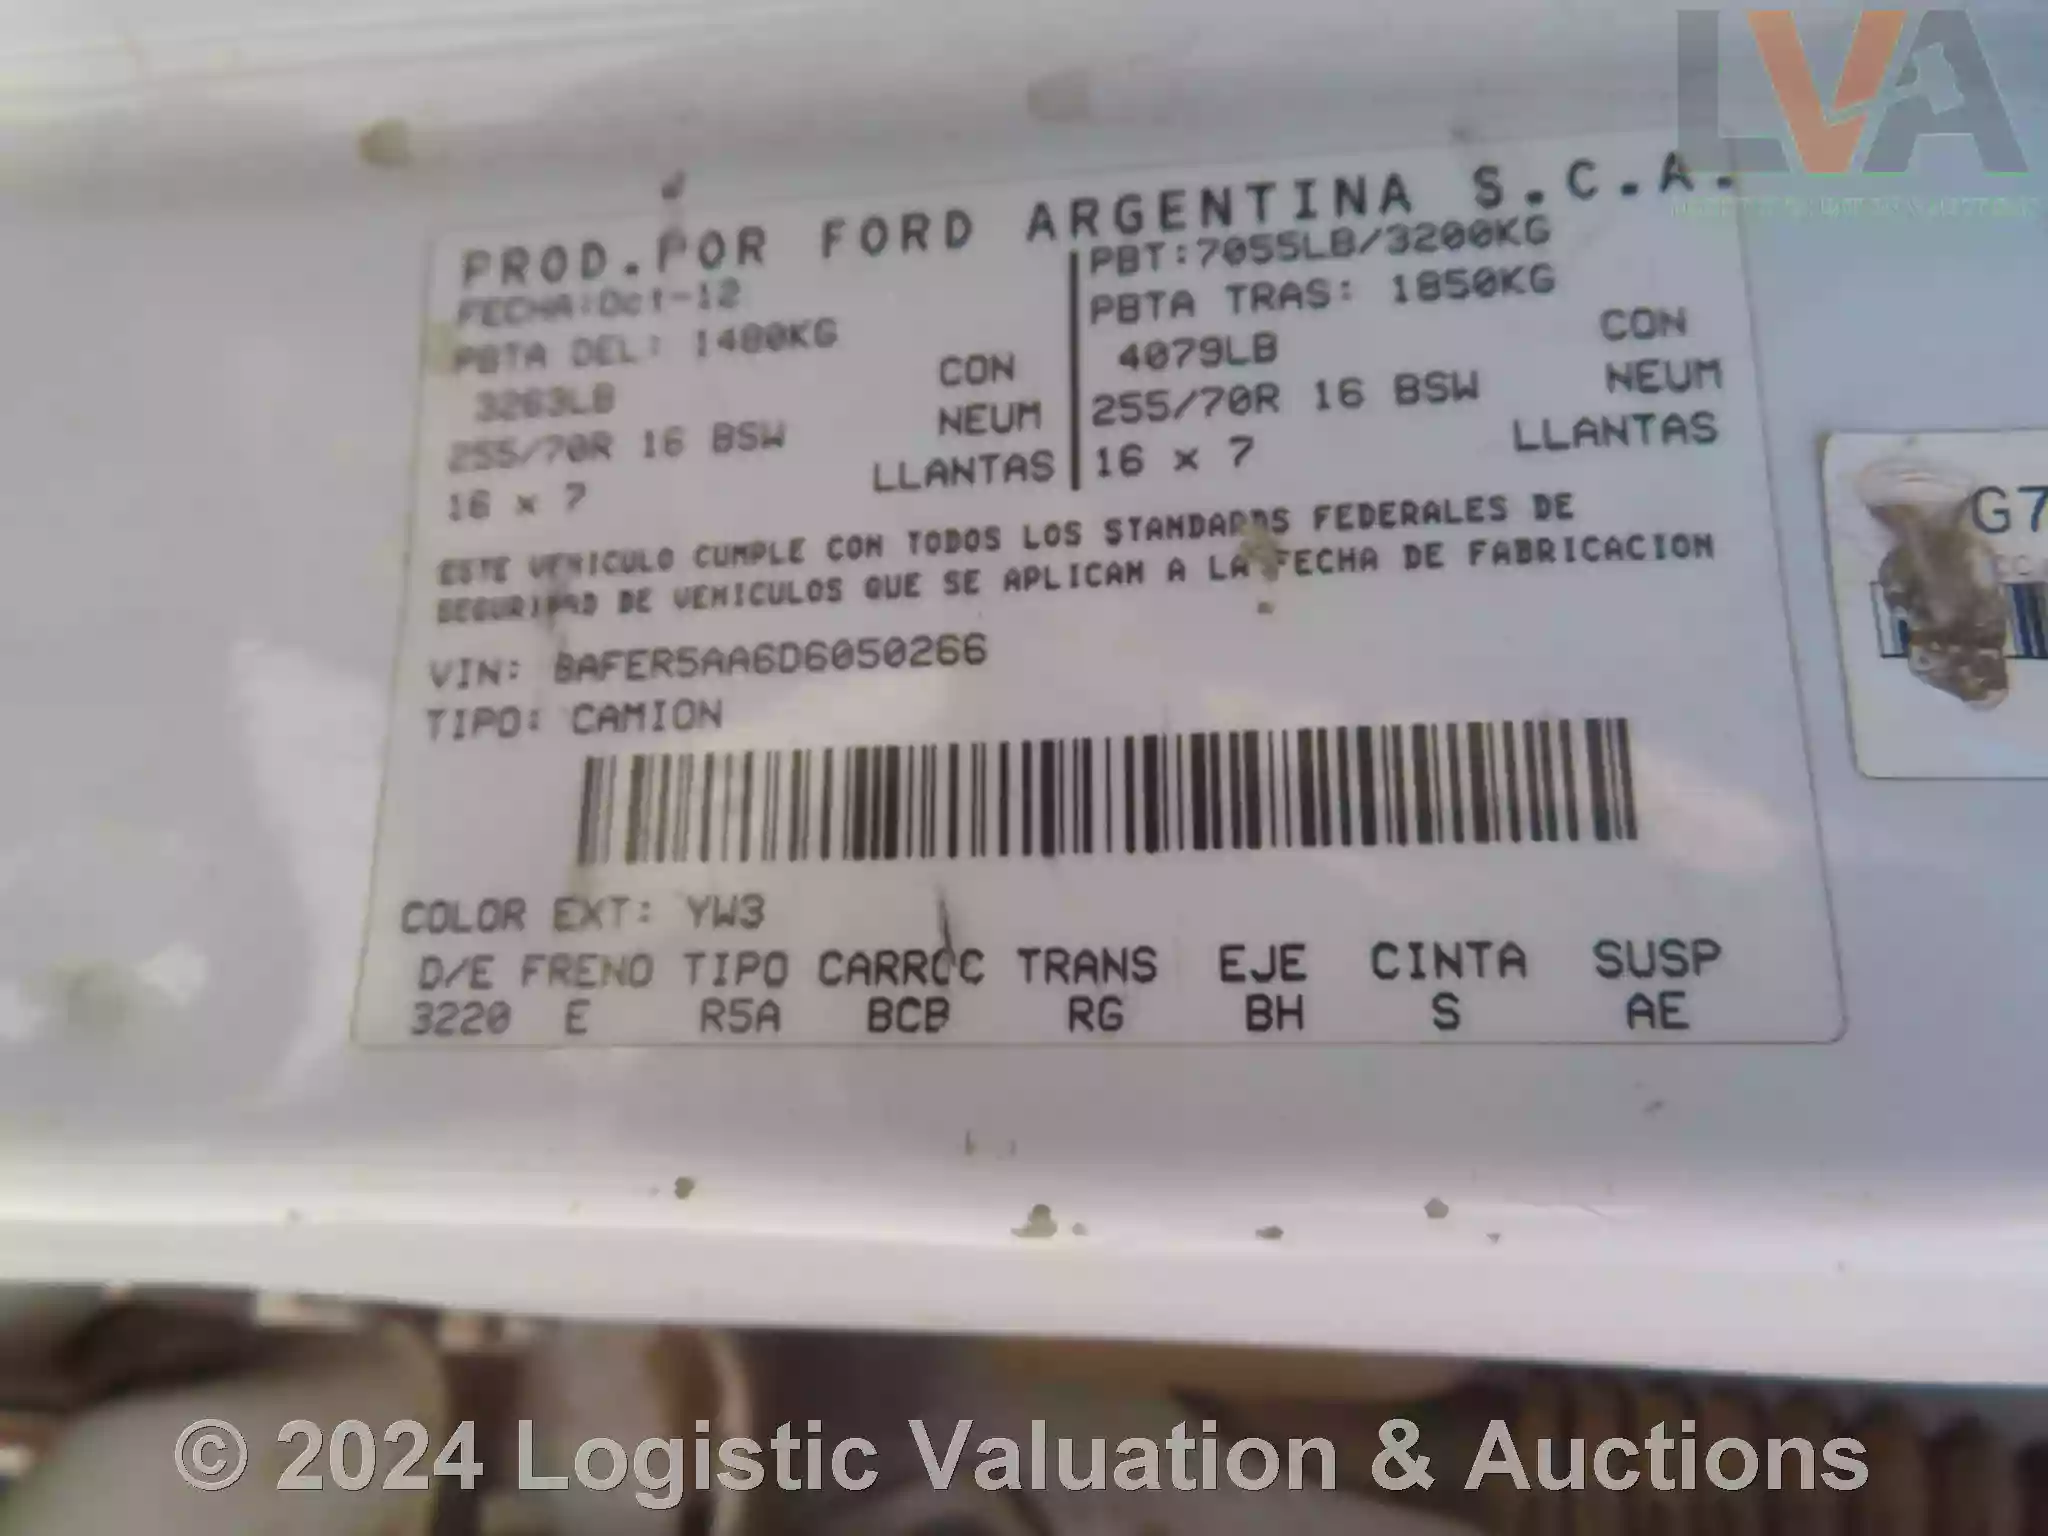 LVA
PROD.POR FORD ARGENTINA S.C.A.
FECHA:Oct-12
PBT:7055LB/3200KG
PBTA DEL: 1480KG
PBTA TRAS: 1850KG
3263LB CON
4079LB CON
255/70R 16 BSW NEUM
255/70R 16 BSW NEUM
16 x 7 LLANTAS
16 x 7 LLANTAS
ESTE VEHICULO CUMPLE CON TODOS LOS STANDARDS FEDERALES DE
SEGURIDAD DE VEHICULOS QUE SE APLICAN A LA FECHA DE FABRICACION
VIN: 8AFER5AA6D6050266
TIPO: CAMION
COLOR EXT: YW3
D/E FRENO TIPO CARROC TRANS EJE CINTA SUSP
3220 E R5A BCB RG BH S AE
G7
© 2024 Logistic Valuation & Auctions